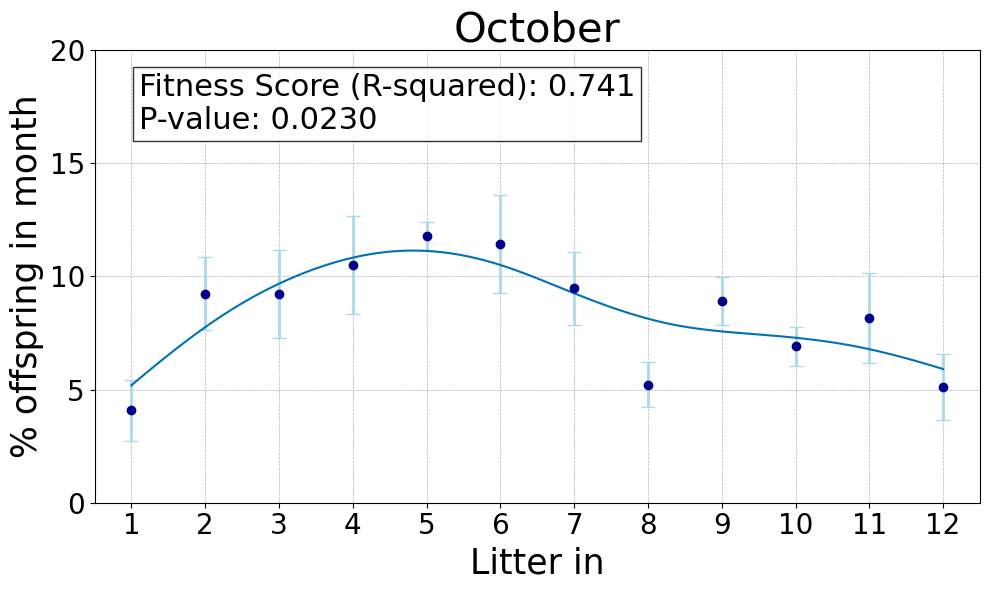 October
Fitness Score (R-squared): 0.741
P-value: 0.0230
% offspring in month
20
15
10
5
0
1 2 3 4 5 6 7 8 9 10 11 12
Litter in